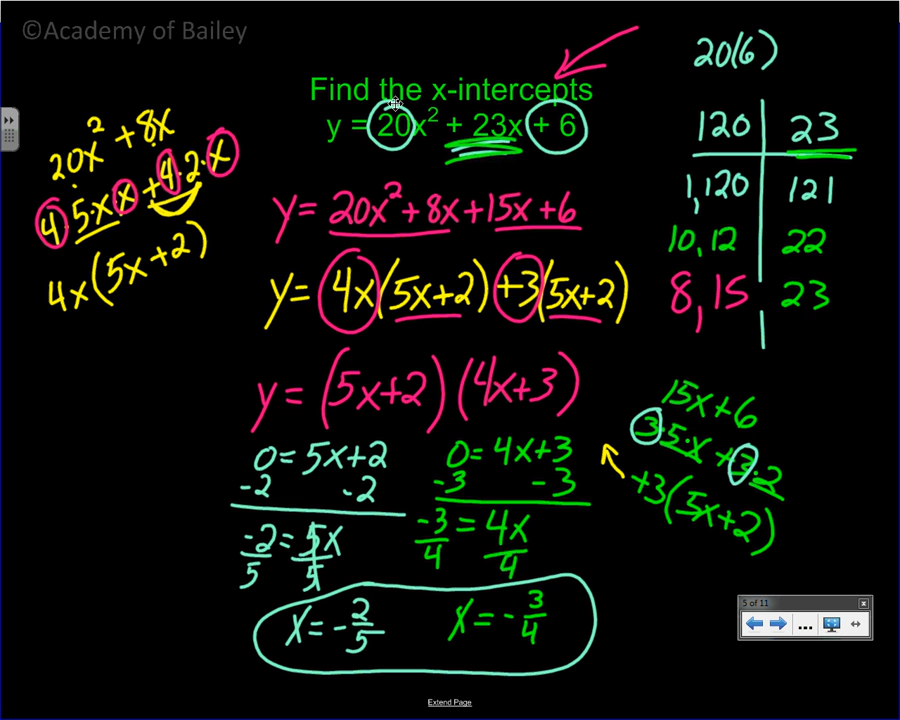 ©Academy of Bailey
Find the x-intercepts
y = 20x² + 23x + 6
20x² + 8x
4·5·x·x + 4·2·x
4x(5x+2)
y = 20x² + 8x + 15x + 6
y = 4x(5x+2) +3(5x+2)
y = (5x+2)(4x+3)
0 = 5x+2
-2 -2
-2/5 = 5x/5
x = -2/5
0 = 4x+3
-3 -3
-3/4 = 4x/4
x = -3/4
20(6)
120 | 23
1,120 | 121
10,12 | 22
8,15 | 23
15x+6
3·5·x + 3·2
+3(5x+2)
5 of 11
...
Extend Page